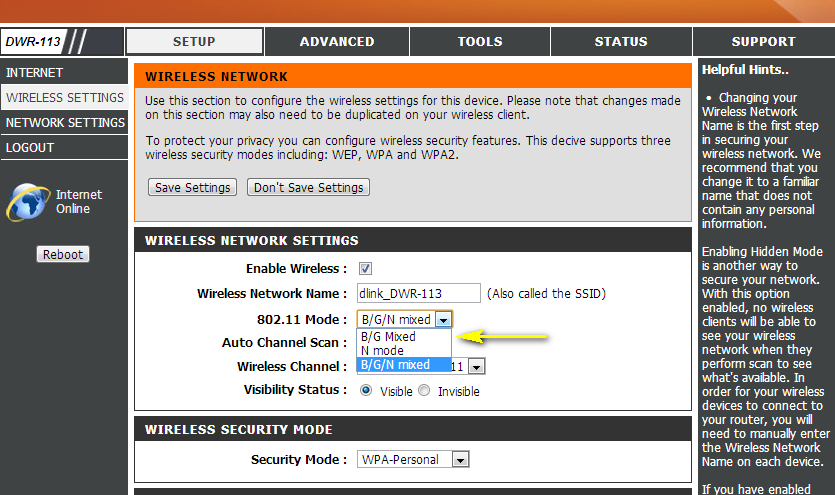 DWR-113
SETUP
ADVANCED
TOOLS
STATUS
SUPPORT
INTERNET
WIRELESS SETTINGS
NETWORK SETTINGS
LOGOUT
Internet
Online
Reboot
WIRELESS NETWORK
Use this section to configure the wireless settings for this device. Please note that changes made
on this section may also need to be duplicated on your wireless client.
To protect your privacy you can configure wireless security features. This decive supports three
wireless security modes including: WEP, WPA and WPA2.
Save Settings
Don't Save Settings
WIRELESS NETWORK SETTINGS
Enable Wireless :
Wireless Network Name : dlink_DWR-113 (Also called the SSID)
802.11 Mode : B/G/N mixed
B/G Mixed
N mode
B/G/N mixed
Auto Channel Scan :
Wireless Channel : 11
Visibility Status : Visible Invisible
WIRELESS SECURITY MODE
Security Mode : WPA-Personal
Helpful Hints..
• Changing your
Wireless Network
Name is the first step
in securing your
wireless network. We
recommend that you
change it to a familiar
name that does not
contain any personal
information.
Enabling Hidden Mode
is another way to
secure your network.
With this option
enabled, no wireless
clients will be able to
see your wireless
network when they
perform scan to see
what's available. In
order for your wireless
devices to connect to
your router, you will
need to manually enter
the Wireless Network
Name on each device.
If you have enabled